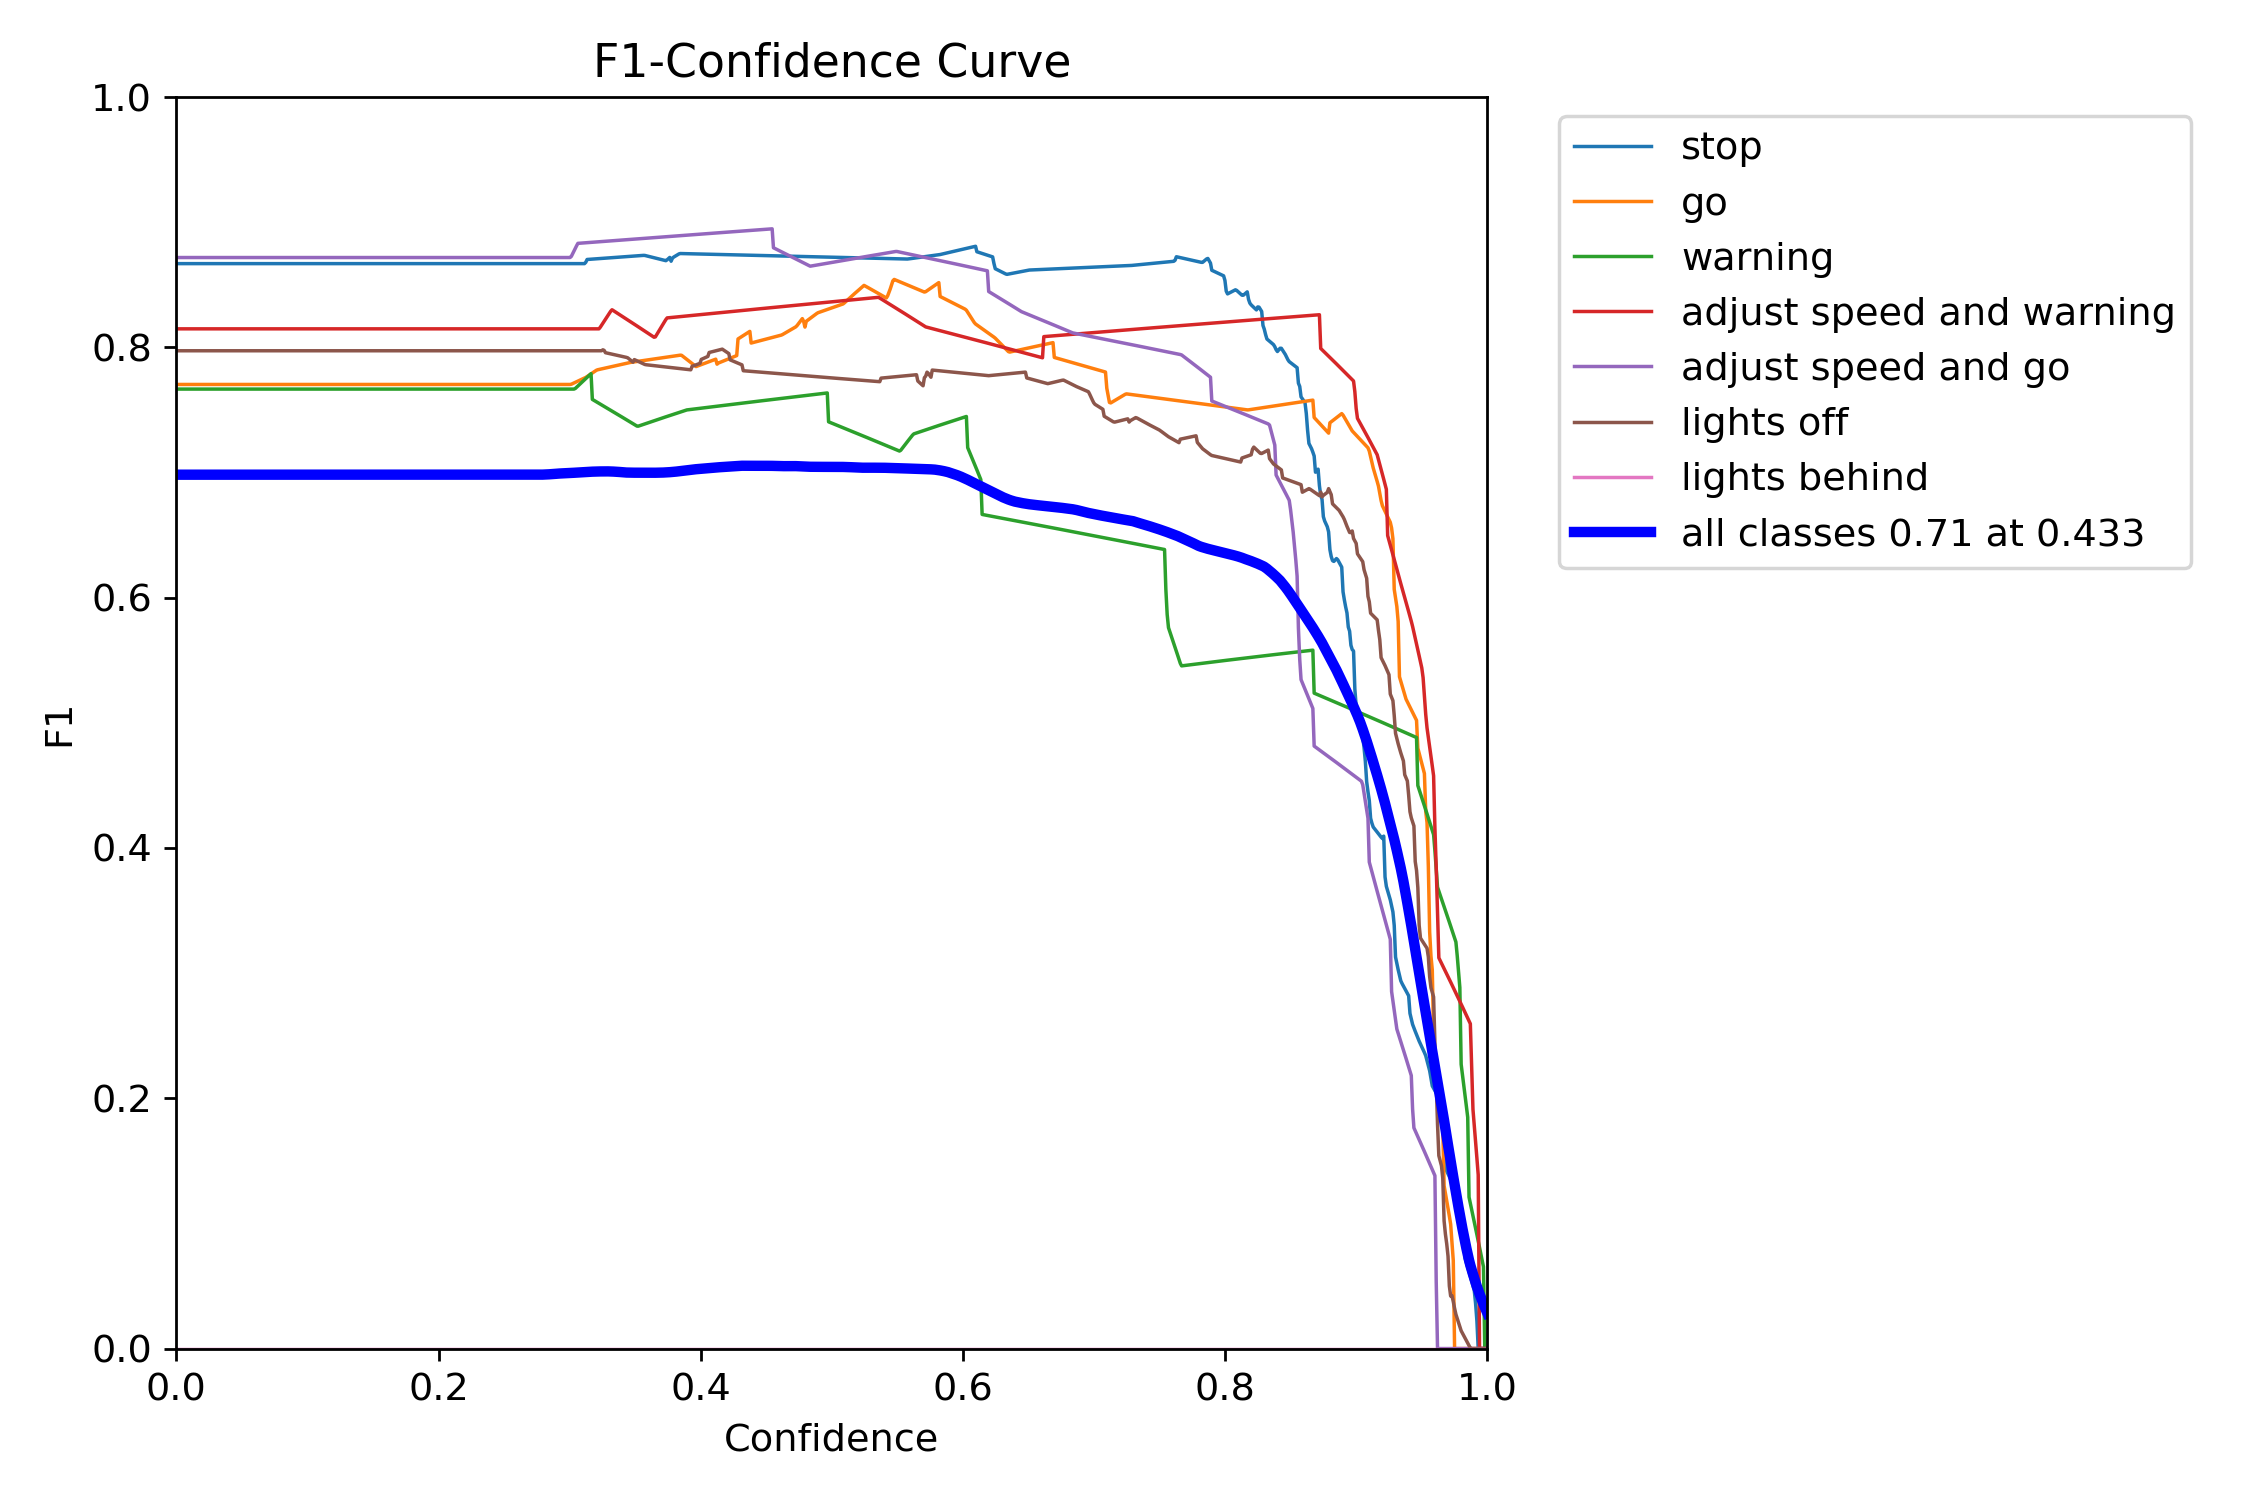 F1-Confidence Curve
1.0
0.8
0.6
0.4
0.2
0.0
F1
0.0 0.2 0.4 0.6 0.8 1.0
Confidence
stop
go
warning
adjust speed and warning
adjust speed and go
lights off
lights behind
all classes 0.71 at 0.433